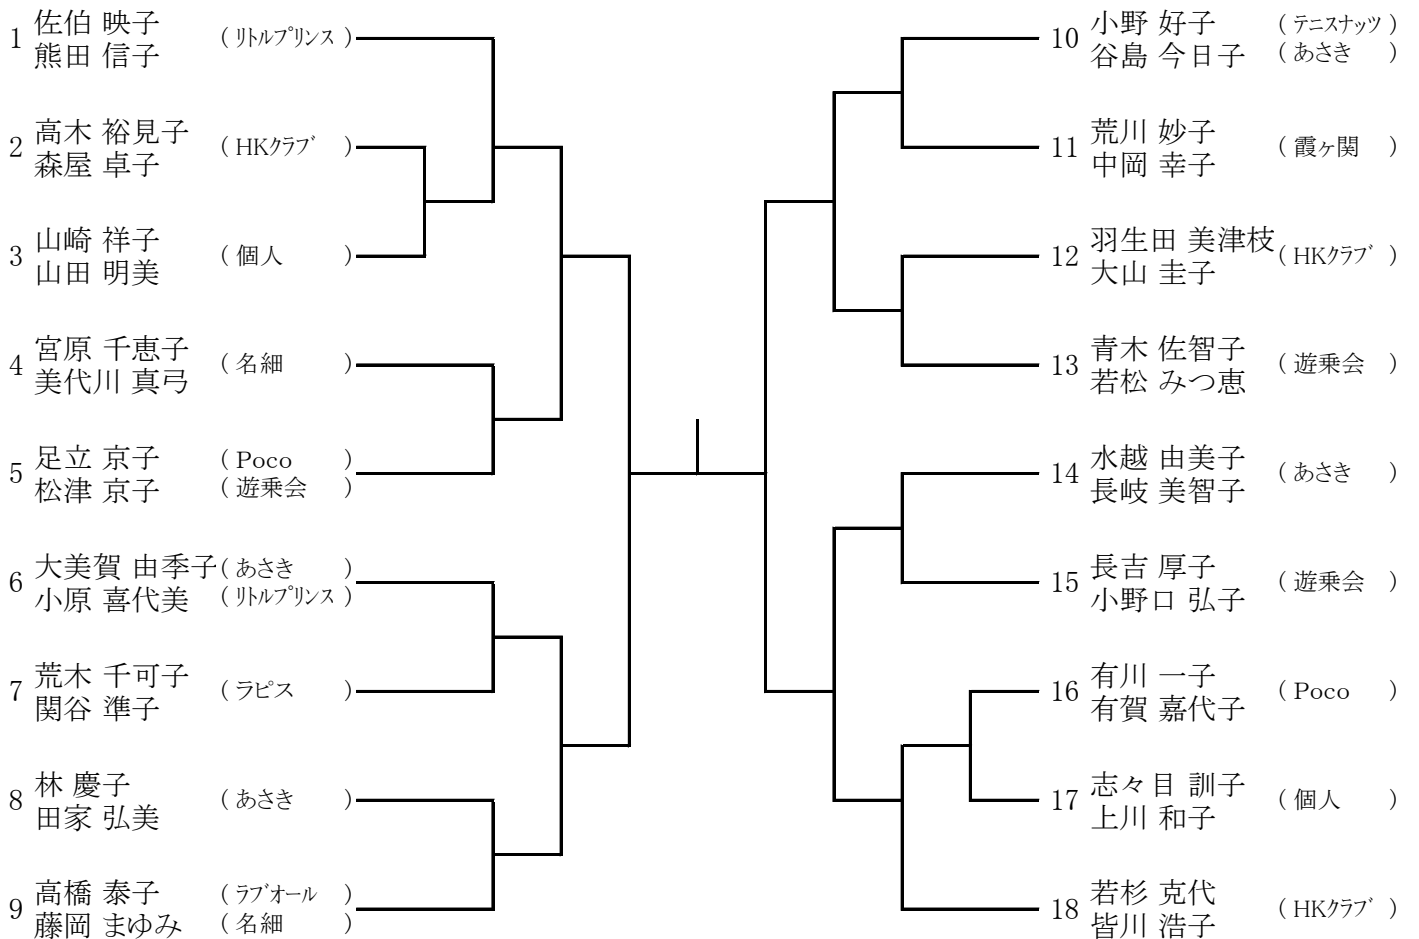 1 佐伯 映子 (リトルプリンス)
熊田 信子
2 高木 裕見子 (HKクラブ)
森屋 卓子
3 山崎 祥子 (個人)
山田 明美
4 宮原 千恵子 (名細)
美代川 真弓
5 足立 京子 (Poco)
松津 京子 (遊乗会)
6 大美賀 由季子 (あさき)
小原 喜代美 (リトルプリンス)
7 荒木 千可子 (ラピス)
関谷 準子
8 林 慶子 (あさき)
田家 弘美
9 高橋 泰子 (ラブオール)
藤岡 まゆみ (名細)
10 小野 好子 (テニスナッツ)
谷島 今日子 (あさき)
11 荒川 妙子 (霞ヶ関)
中岡 幸子
12 羽生田 美津枝 (HKクラブ)
大山 圭子
13 青木 佐智子 (遊乗会)
若松 みつ恵
14 水越 由美子 (あさき)
長岐 美智子
15 長吉 厚子 (遊乗会)
小野口 弘子
16 有川 一子 (Poco)
有賀 嘉代子
17 志々目 訓子 (個人)
上川 和子
18 若杉 克代 (HKクラブ)
皆川 浩子